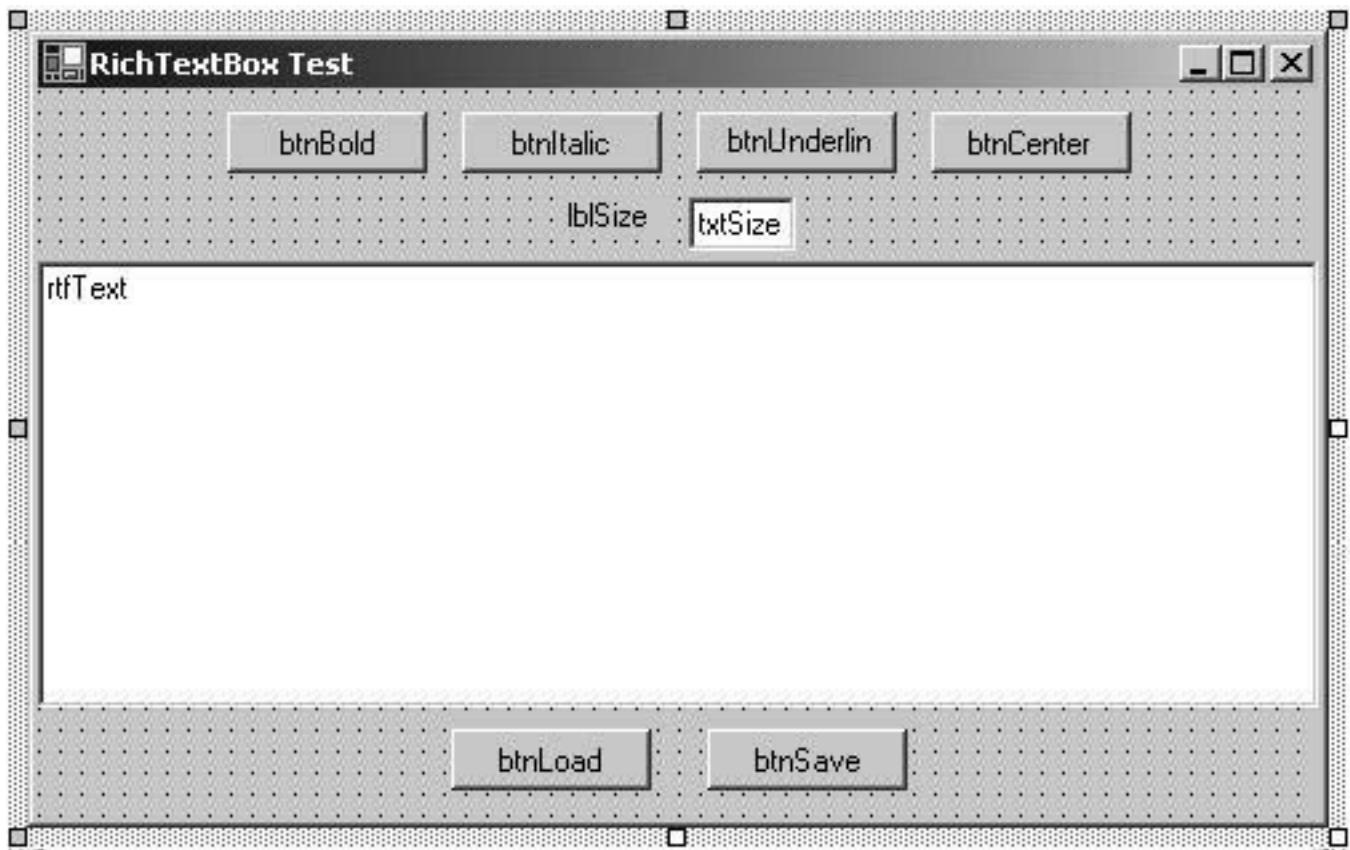 RichTextBox Test
btnBold btnItalic btnUnderlin btnCenter
lblSize txtSize
rtfText
btnLoad btnSave